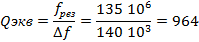 Qэкв = fрез / Δf = 135 10⁶ / 140 10³ = 964